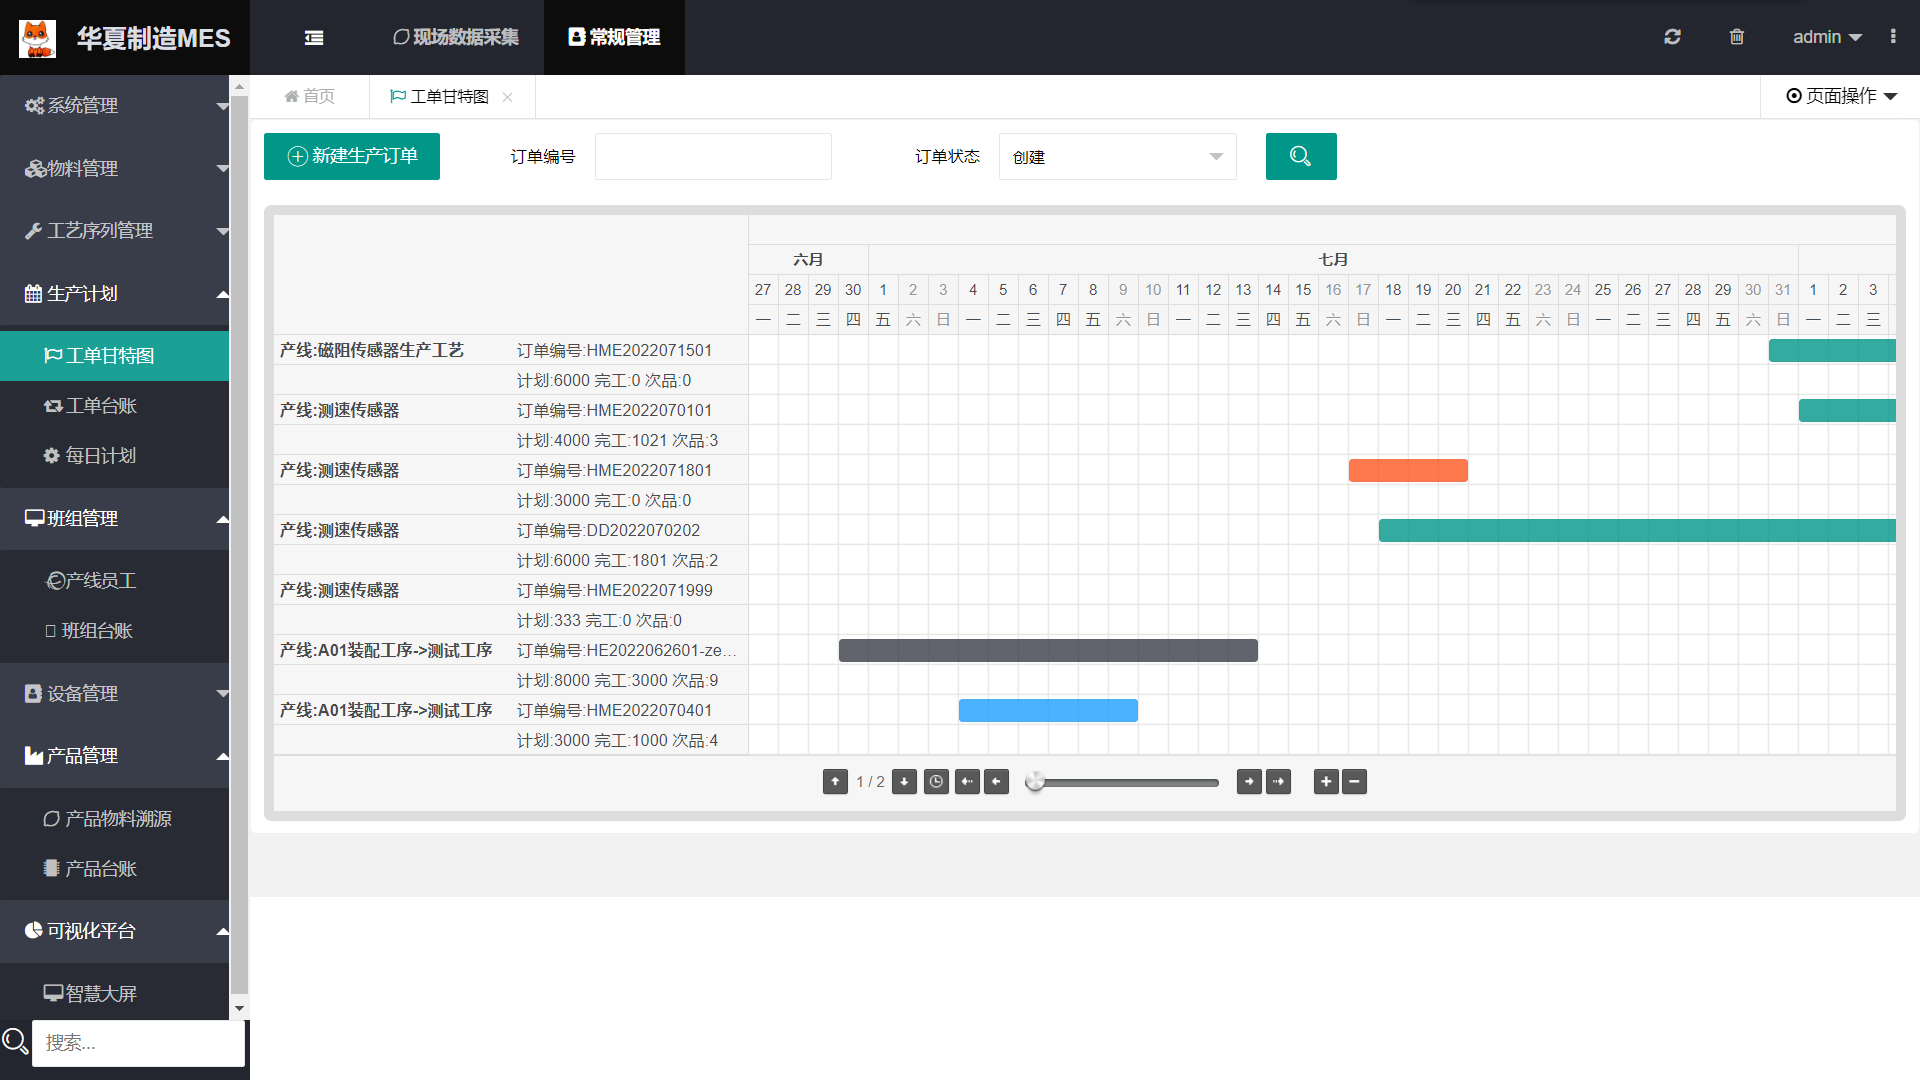 华夏制造MES
现场数据采集
常规管理
admin
系统管理
物料管理
工艺序列管理
生产计划
工单甘特图
工单台账
每日计划
班组管理
产线员工
班组台账
设备管理
产品管理
产品物料溯源
产品台账
可视化平台
智慧大屏
搜索...
首页
工单甘特图
页面操作
新建生产订单
订单编号
订单状态
创建
六月 七月
27 28 29 30 1 2 3 4 5 6 7 8 9 10 11 12 13 14 15 16 17 18 19 20 21 22 23 24 25 26 27 28 29 30 31 1 2 3
一 二 三 四 五 六 日 一 二 三 四 五 六 日 一 二 三 四 五 六 日 一 二 三 四 五 六 日 一 二 三 四 五 六 日 一 二 三
产线:磁阻传感器生产工艺 订单编号:HME2022071501
计划:6000 完工:0 次品:0
产线:测速传感器 订单编号:HME2022070101
计划:4000 完工:1021 次品:3
产线:测速传感器 订单编号:HME2022071801
计划:3000 完工:0 次品:0
产线:测速传感器 订单编号:DD2022070202
计划:6000 完工:1801 次品:2
产线:测速传感器 订单编号:HME2022071999
计划:333 完工:0 次品:0
产线:A01装配工序->测试工序 订单编号:HE2022062601-ze...
计划:8000 完工:3000 次品:9
产线:A01装配工序->测试工序 订单编号:HME2022070401
计划:3000 完工:1000 次品:4
1 / 2